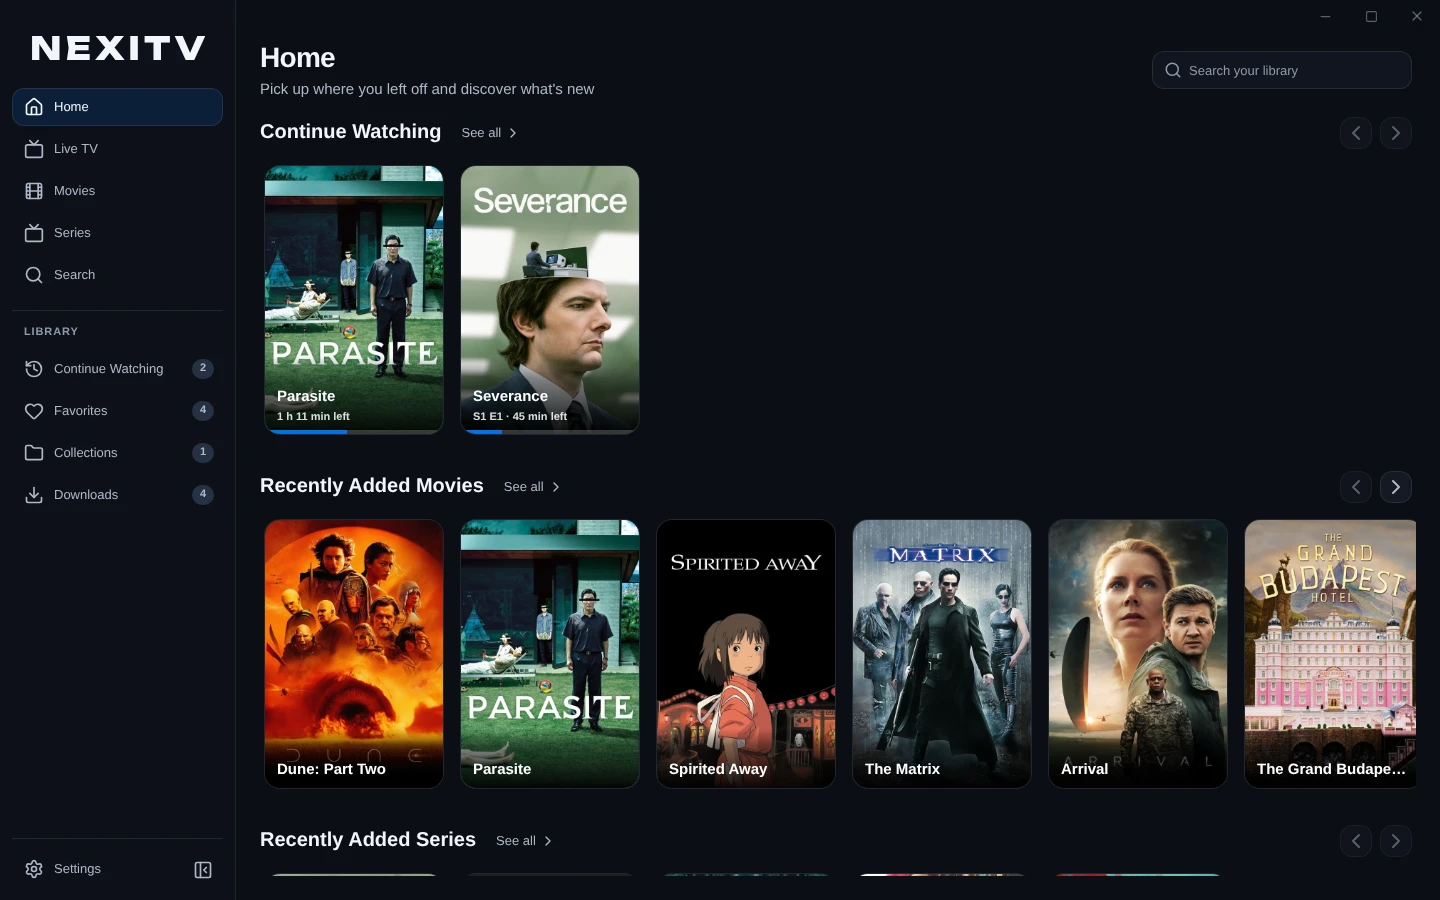 NEXITV
Home
Live TV
Movies
Series
Search
LIBRARY
Continue Watching 2
Favorites 4
Collections 1
Downloads 4
Settings
Home
Pick up where you left off and discover what's new
Search your library
Continue Watching See all
PARASITE
Parasite
1 h 11 min left
Severance
Severance
S1 E1 · 45 min left
Recently Added Movies See all
DUNE
Dune: Part Two
PARASITE
Parasite
SPIRITED AWAY
Spirited Away
MATRIX
The Matrix
ARRIVAL
Arrival
THE
GRAND
BUDAPEST
HOTEL
The Grand Budape...
Recently Added Series See all